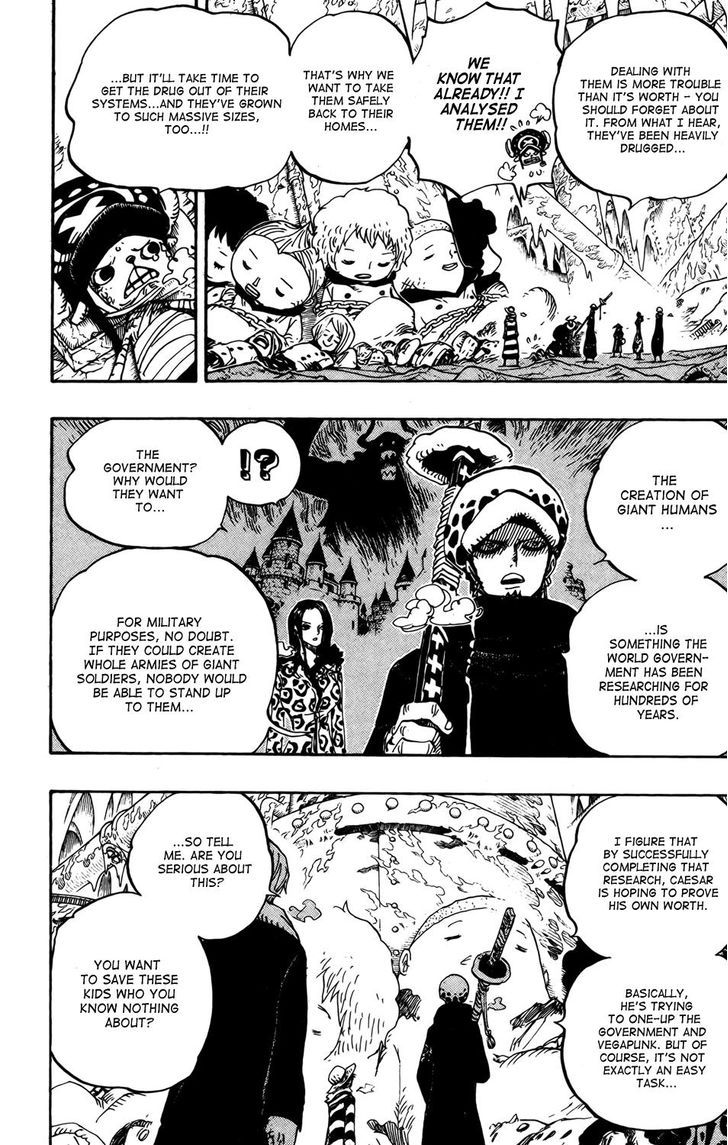 DEALING WITH
THEM IS MORE TROUBLE
THAN IT'S WORTH - YOU
SHOULD FORGET ABOUT
IT. FROM WHAT I HEAR,
THEY'VE BEEN HEAVILY
DRUGGED...
WE
KNOW THAT
ALREADY!! I
ANALYSED
THEM!!
THAT'S WHY WE
WANT TO TAKE
THEM SAFELY
BACK TO THEIR
HOMES...
...BUT IT'LL TAKE TIME TO
GET THE DRUG OUT OF THEIR
SYSTEMS...AND THEY'VE GROWN
TO SUCH MASSIVE SIZES,
TOO...!!
THE
CREATION OF
GIANT HUMANS
...
...IS
SOMETHING THE
WORLD GOVERN-
MENT HAS BEEN
RESEARCHING FOR
HUNDREDS OF
YEARS.
!?
THE
GOVERNMENT?
WHY WOULD
THEY WANT
TO...
FOR MILITARY
PURPOSES, NO DOUBT.
IF THEY COULD CREATE
WHOLE ARMIES OF GIANT
SOLDIERS, NOBODY WOULD
BE ABLE TO STAND UP
TO THEM...
I FIGURE THAT
BY SUCCESSFULLY
COMPLETING THAT
RESEARCH, CAESAR
IS HOPING TO PROVE
HIS OWN WORTH.
BASICALLY,
HE'S TRYING
TO ONE-UP THE
GOVERNMENT AND
VEGAPUNK. BUT OF
COURSE, IT'S NOT
EXACTLY AN EASY
TASK...
...SO TELL
ME. ARE YOU
SERIOUS ABOUT
THIS?
YOU WANT
TO SAVE THESE
KIDS WHO YOU
KNOW NOTHING
ABOUT?